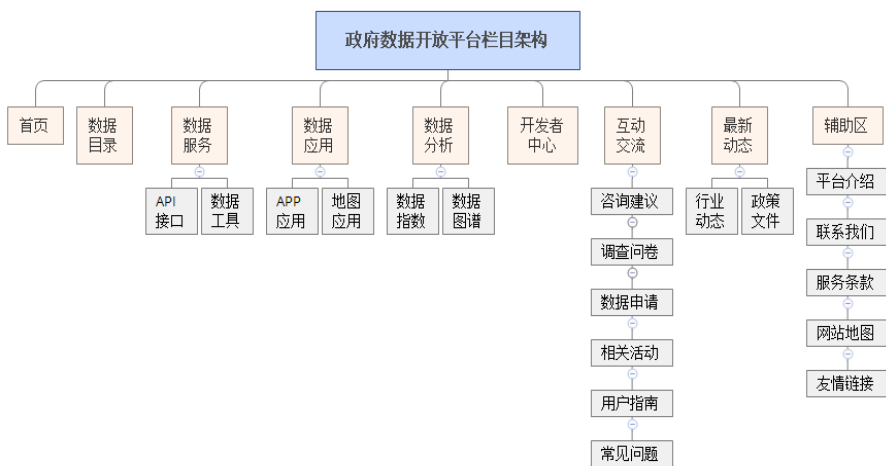 政府数据开放平台栏目架构
首页
数据
目录
数据
服务
数据
应用
数据
分析
开发者
中心
互动
交流
最新
动态
辅助区
API
接口
数据
工具
APP
应用
地图
应用
数据
指数
数据
图谱
咨询建议
调查问卷
数据申请
相关活动
用户指南
常见问题
行业
动态
政策
文件
平台介绍
联系我们
服务条款
网站地图
友情链接